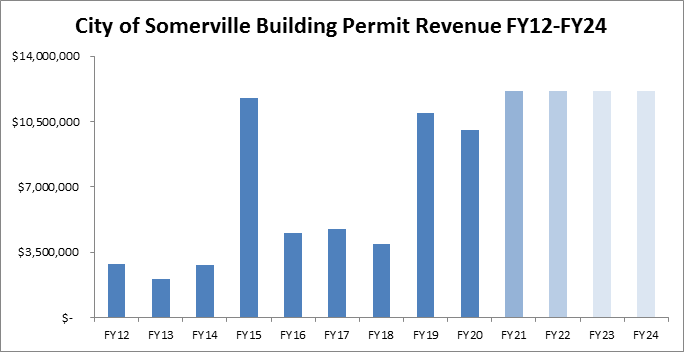 City of Somerville Building Permit Revenue FY12-FY24
$14,000,000
$10,500,000
$7,000,000
$3,500,000
$-
FY12 FY13 FY14 FY15 FY16 FY17 FY18 FY19 FY20 FY21 FY22 FY23 FY24